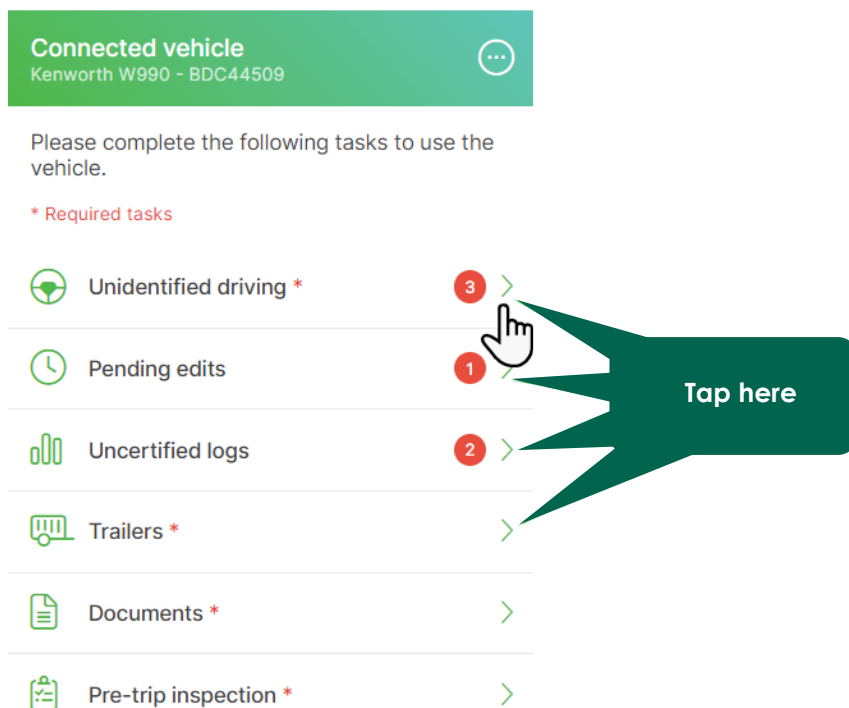 Connected vehicle
Kenworth W990 - BDC44509
Please complete the following tasks to use the
vehicle.
* Required tasks
Unidentified driving * 3
Pending edits 1
Tap here
Uncertified logs 2
Trailers *
Documents *
Pre-trip inspection *